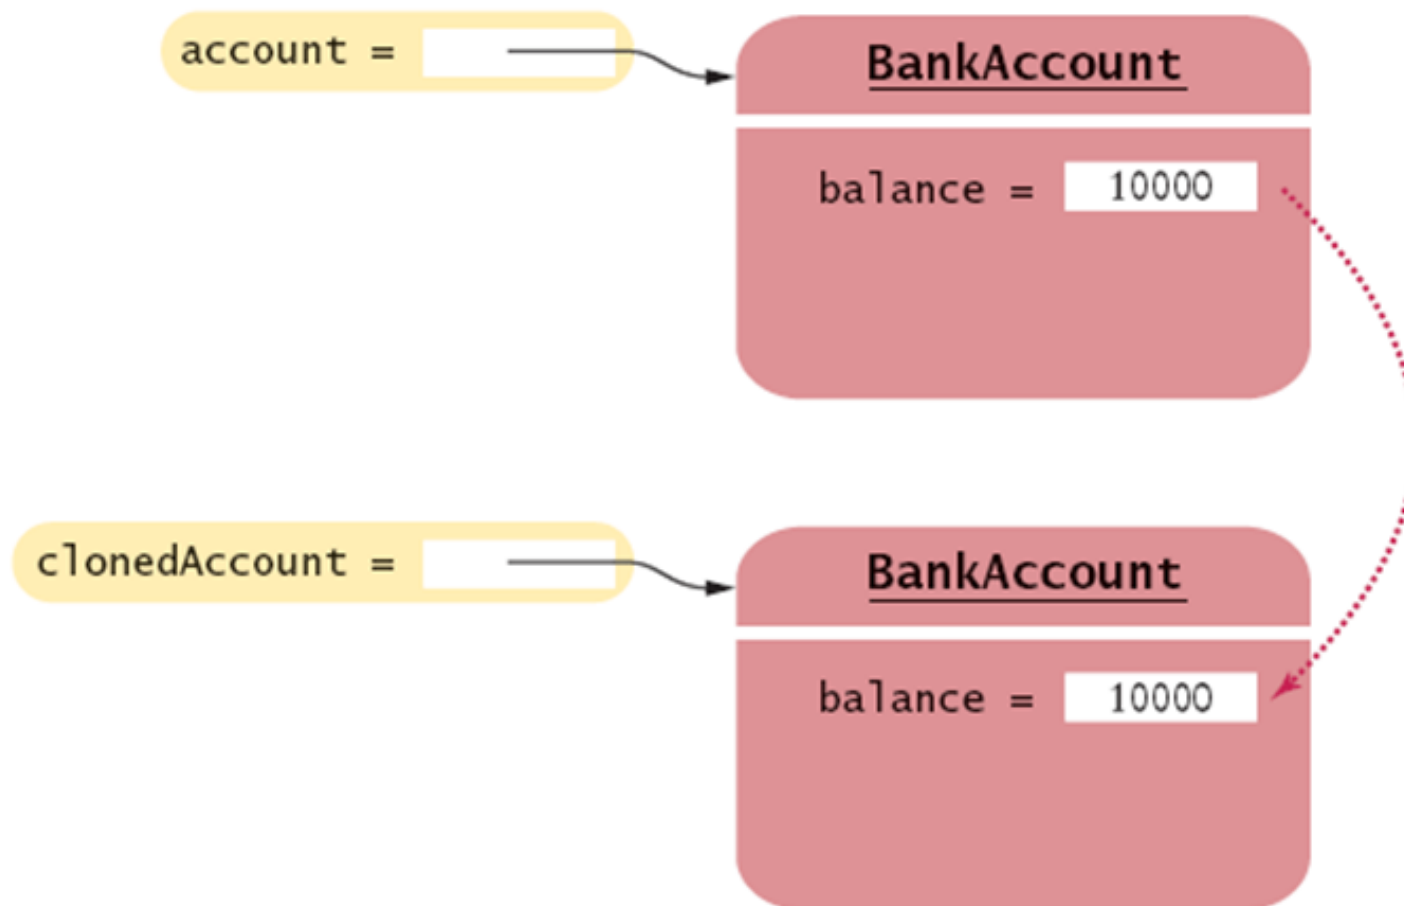 account =
BankAccount
balance = 10000
clonedAccount =
BankAccount
balance = 10000